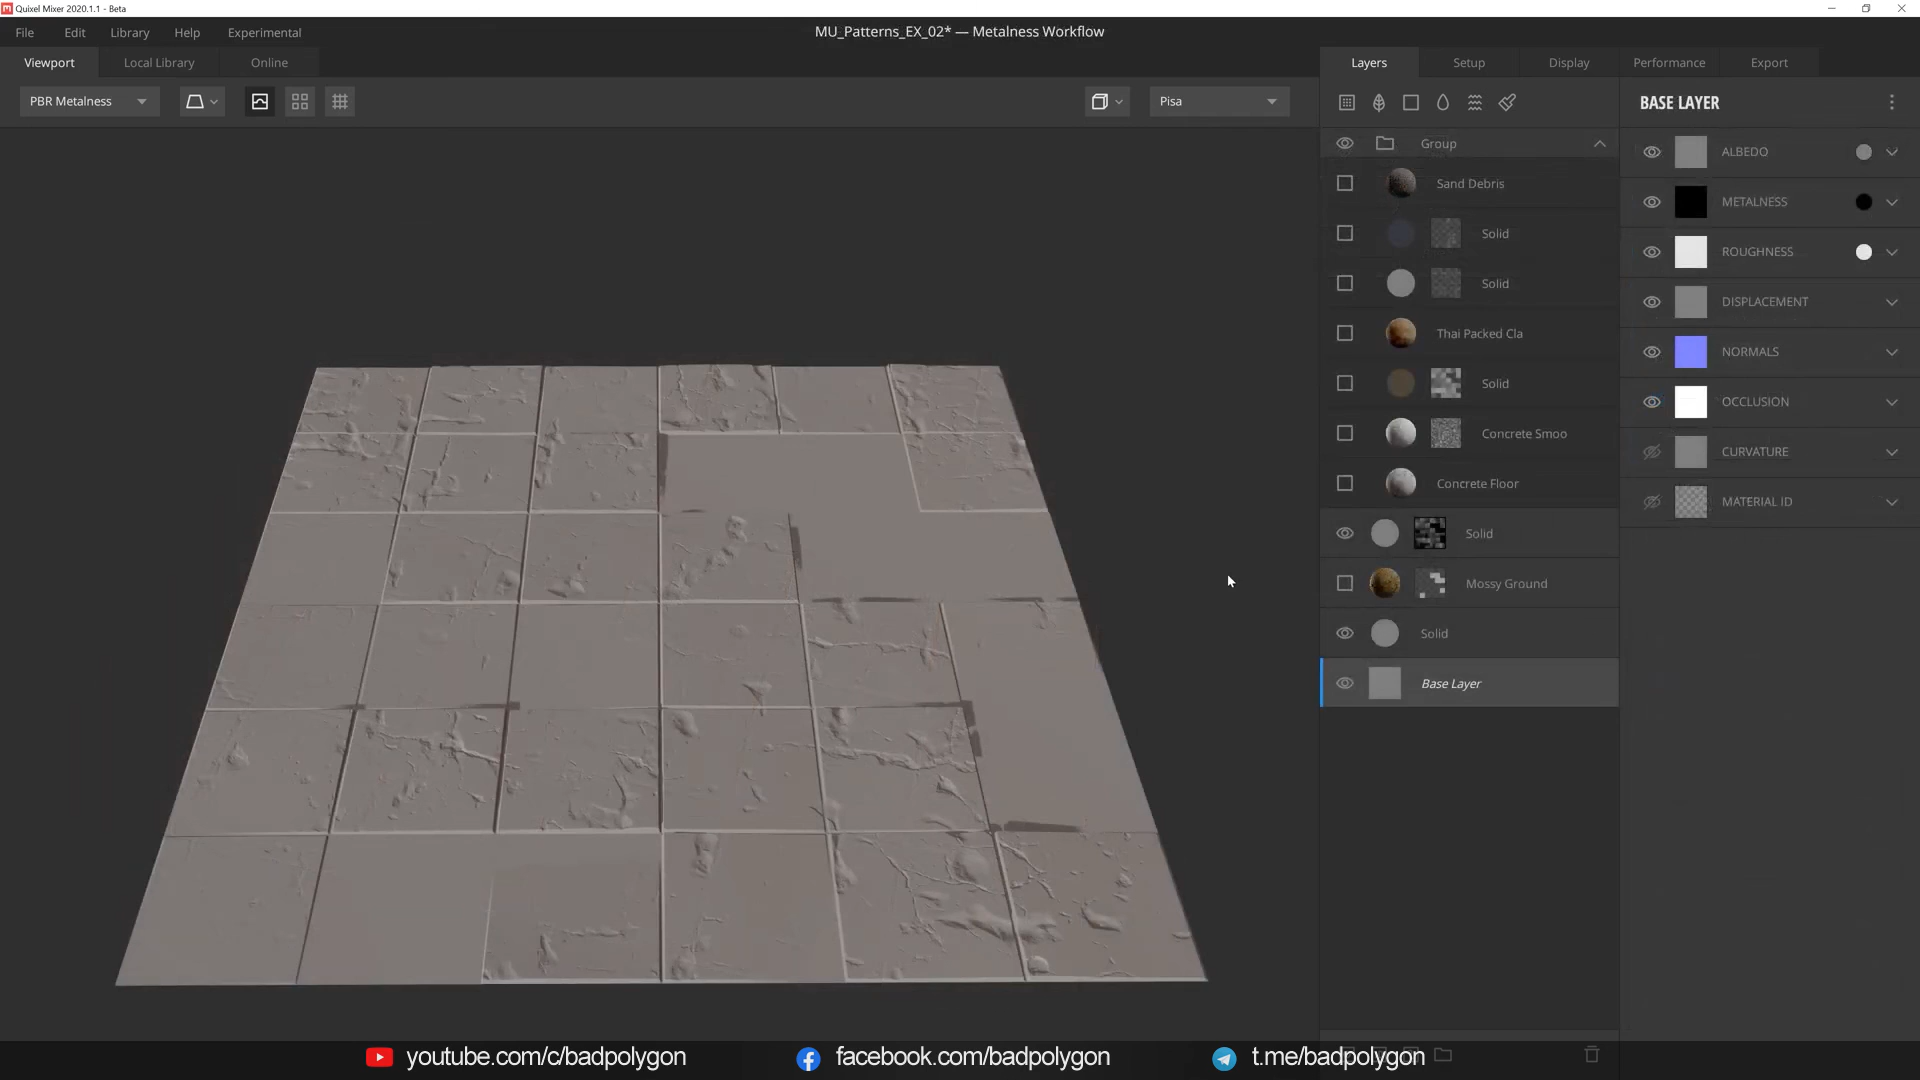 Quixel Mixer 2020.1.1 - Beta
File Edit Library Help Experimental
MU_Patterns_EX_02* — Metalness Workflow
Viewport Local Library Online
Layers Setup Display Performance Export
PBR Metalness
Pisa
BASE LAYER
Group
Sand Debris
Solid
Solid
Thai Packed Cla
Solid
Concrete Smoo
Concrete Floor
Solid
Mossy Ground
Solid
Base Layer
ALBEDO
METALNESS
ROUGHNESS
DISPLACEMENT
NORMALS
OCCLUSION
CURVATURE
MATERIAL ID
youtube.com/c/badpolygon
facebook.com/badpolygon
t.me/badpolygon